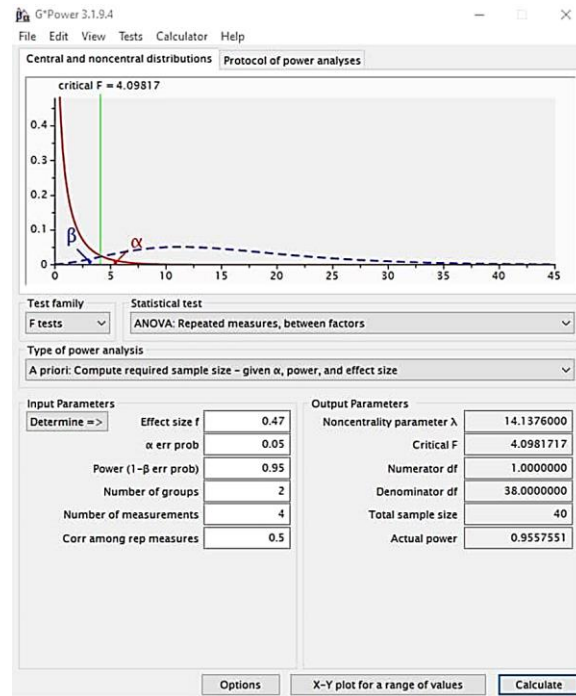 G*Power 3.1.9.4
File Edit View Tests Calculator Help
Central and noncentral distributions Protocol of power analyses
critical F = 4.09817
0.4
0.3
0.2
0.1
0
β α
0 5 10 15 20 25 30 35 40 45
Test family Statistical test
F tests ANOVA: Repeated measures, between factors
Type of power analysis
A priori: Compute required sample size – given α, power, and effect size
Input Parameters Output Parameters
Determine => Effect size f 0.47 Noncentrality parameter λ 14.1376000
α err prob 0.05 Critical F 4.0981717
Power (1-β err prob) 0.95 Numerator df 1.0000000
Number of groups 2 Denominator df 38.0000000
Number of measurements 4 Total sample size 40
Corr among rep measures 0.5 Actual power 0.9557551
Options X-Y plot for a range of values Calculate